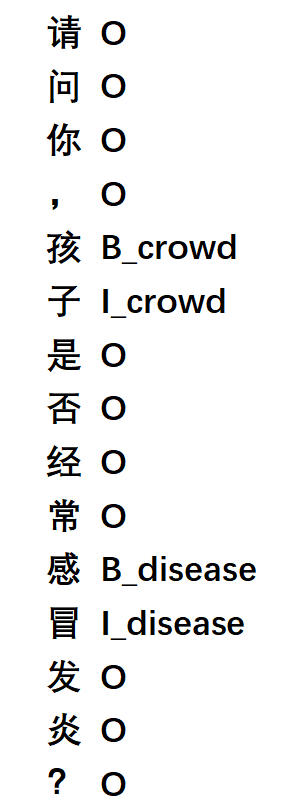 请 O
问 O
你 O
， O
孩 B_crowd
子 I_crowd
是 O
否 O
经 O
常 O
感 B_disease
冒 I_disease
发 O
炎 O
？ O